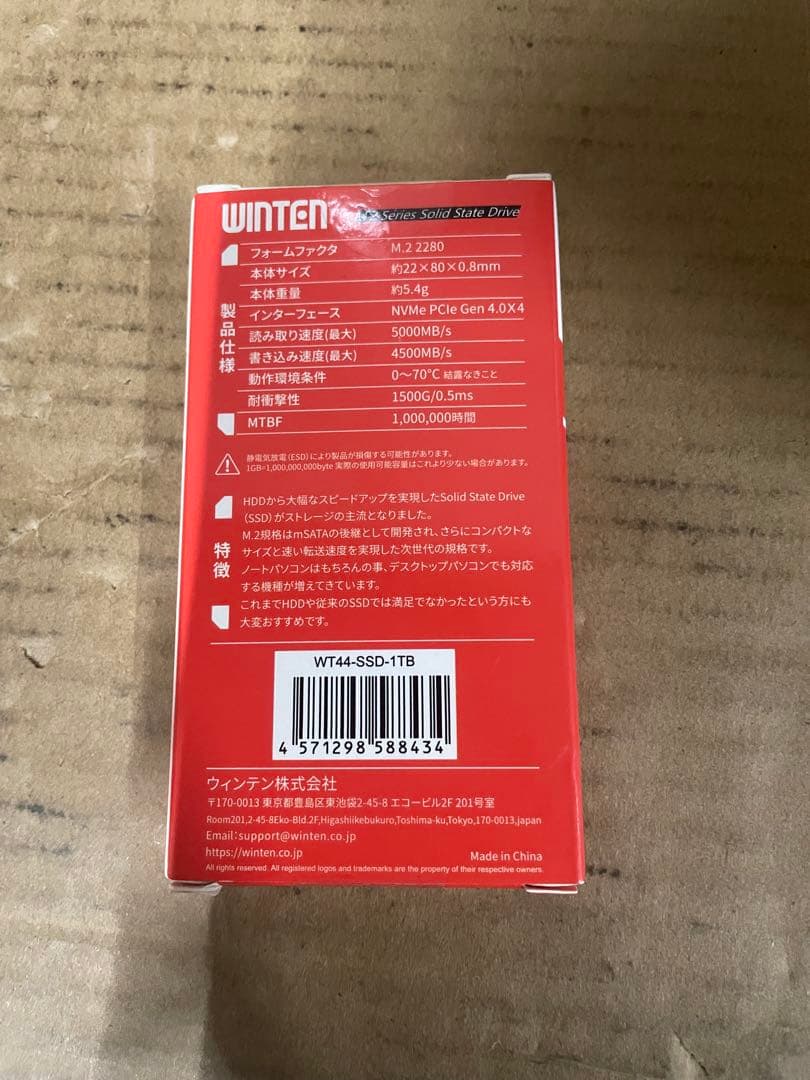 WINTEN M.2 Series Solid State Drive
製品仕様
フォームファクタ M.2 2280
本体サイズ 約22×80×0.8mm
本体重量 約5.4g
インターフェース NVMe PCIe Gen 4.0X4
読み取り速度(最大) 5000MB/s
書き込み速度(最大) 4500MB/s
動作環境条件 0〜70℃ 結露なきこと
耐衝撃性 1500G/0.5ms
MTBF 1,000,000時間
静電気放電(ESD)により製品が損傷する可能性があります。
1GB=1,000,000,000byte 実際の使用可能容量はこれより少ない場合があります。
特徴
HDDから大幅なスピードアップを実現したSolid State Drive
(SSD)がストレージの主流となりました。
M.2規格はmSATAの後継として開発され、さらにコンパクトな
サイズと速い転送速度を実現した次世代の規格です。
ノートパソコンはもちろんの事、デスクトップパソコンでも対応
する機種が増えてきています。
これまでHDDや従来のSSDでは満足でなかったという方にも
大変おすすめです。
WT44-SSD-1TB
4 571298 588434
ウィンテン株式会社
〒170-0013 東京都豊島区東池袋2-45-8 エコービル2F 201号室
Room201,2-45-8Eko-Bld.2F,Higashiikebukuro,Toshima-ku,Tokyo,170-0013,japan
Email:support@winten.co.jp
https://winten.co.jp Made in China
All rights reserved. All registered logos and trademarks are the property of their respective owners.